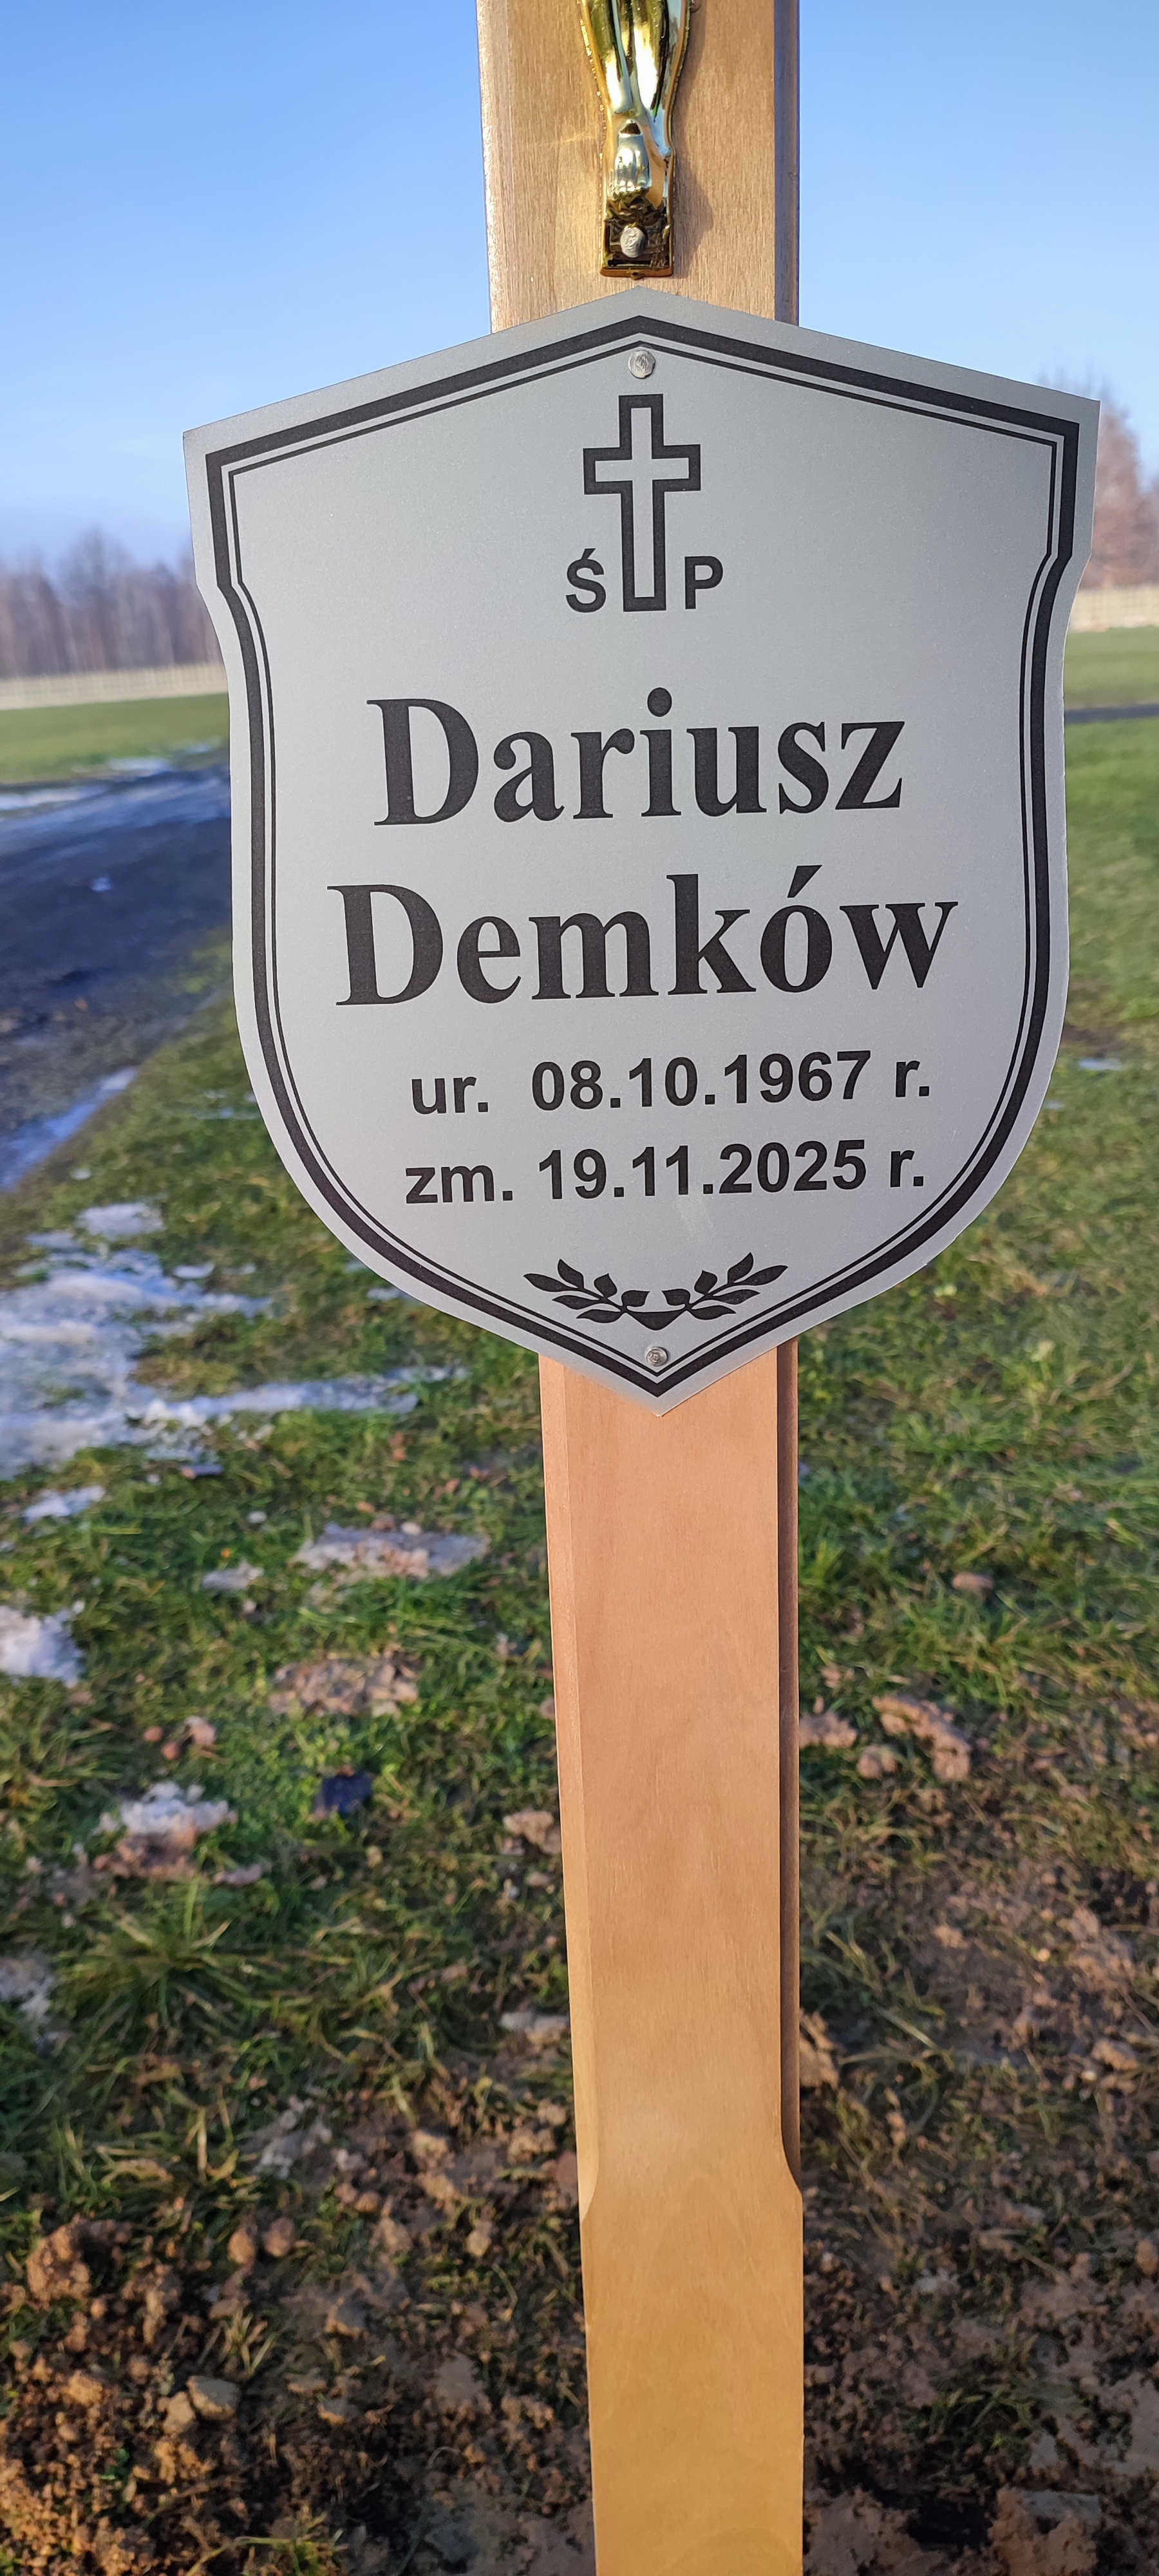 Ś P
Dariusz
Demków
ur. 08.10.1967 r.
zm. 19.11.2025 r.